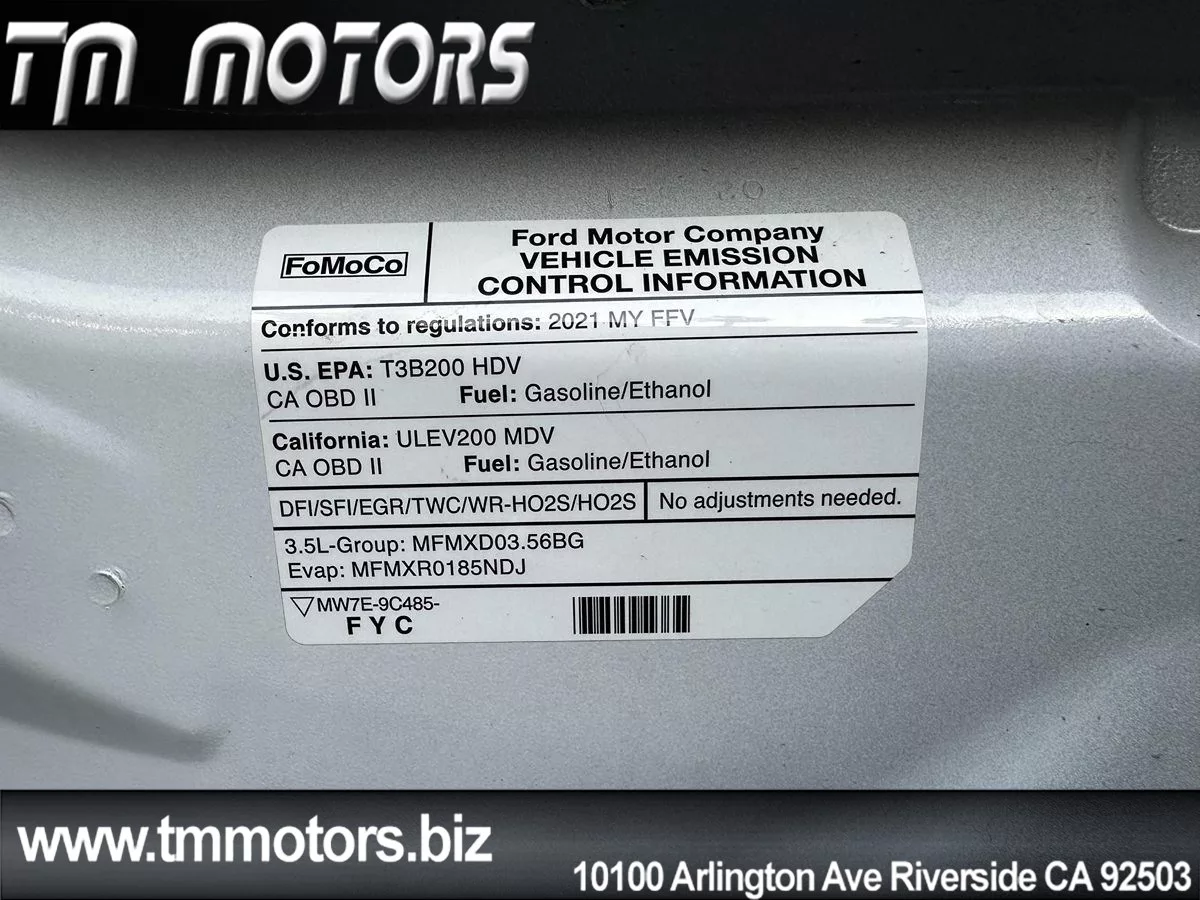 TM MOTORS
FoMoCo
Ford Motor Company
VEHICLE EMISSION
CONTROL INFORMATION
Conforms to regulations: 2021 MY FFV
U.S. EPA: T3B200 HDV
CA OBD II Fuel: Gasoline/Ethanol
California: ULEV200 MDV
CA OBD II Fuel: Gasoline/Ethanol
DFI/SFI/EGR/TWC/WR-HO2S/HO2S No adjustments needed.
3.5L-Group: MFMXD03.56BG
Evap: MFMXR0185NDJ
MW7E-9C485-
F Y C
www.tmmotors.biz
10100 Arlington Ave Riverside CA 92503